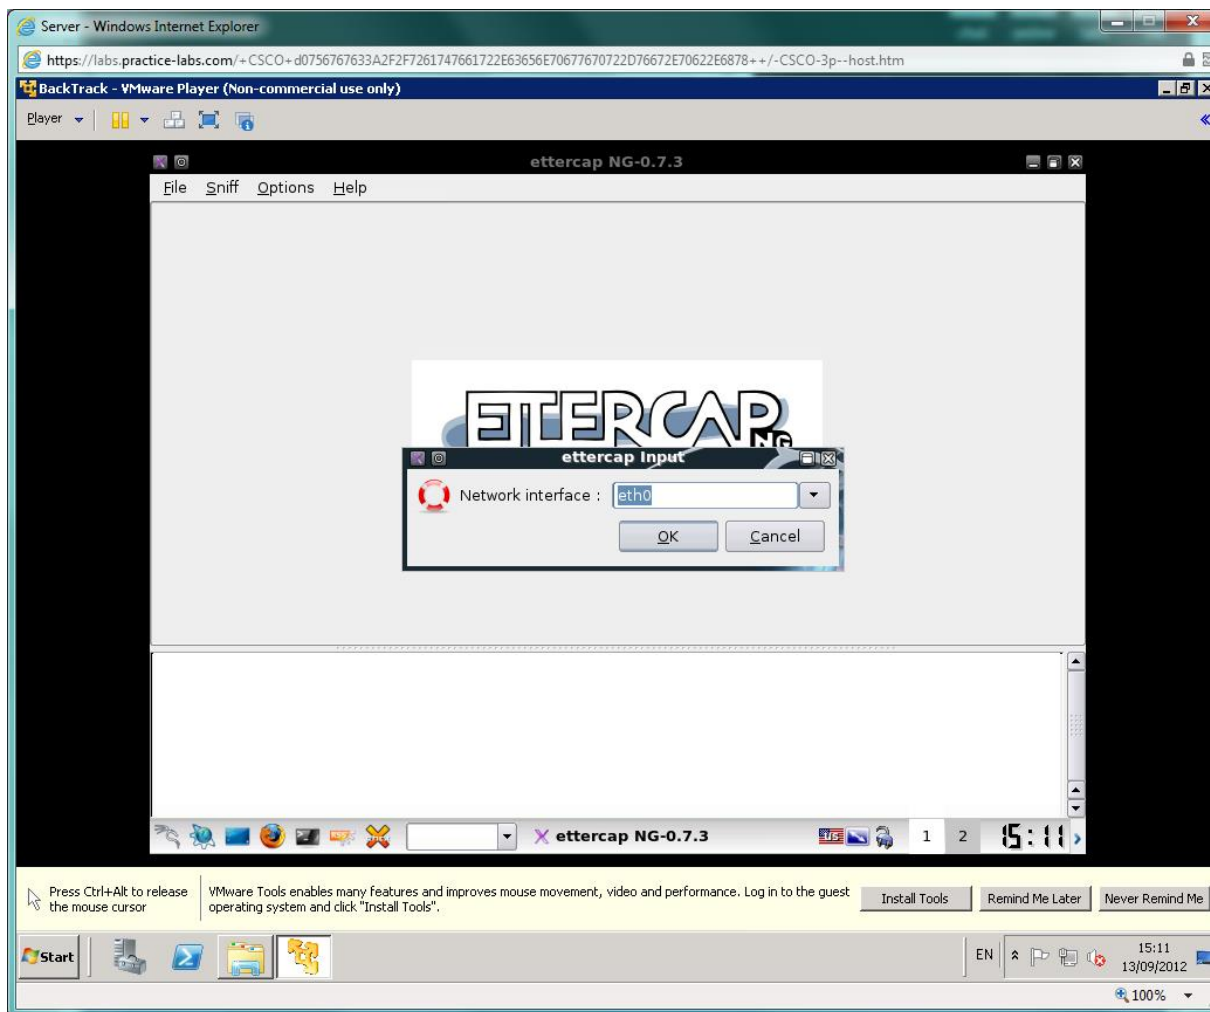 Server - Windows Internet Explorer
https://labs.practice-labs.com/+CSCO+d0756767633A2F2F7261747661722E63656E70677670722D76672E70622E6878++/-CSCO-3p--host.htm
BackTrack - VMware Player (Non-commercial use only)
Player
ettercap NG-0.7.3
File Sniff Options Help
ETTERCAP
NG
ettercap Input
Network interface : eth0
OK Cancel
ettercap NG-0.7.3 US 1 2 15:11
Press Ctrl+Alt to release
the mouse cursor
VMware Tools enables many features and improves mouse movement, video and performance. Log in to the guest
operating system and click "Install Tools".
Install Tools Remind Me Later Never Remind Me
Start EN 15:11
13/09/2012
100%